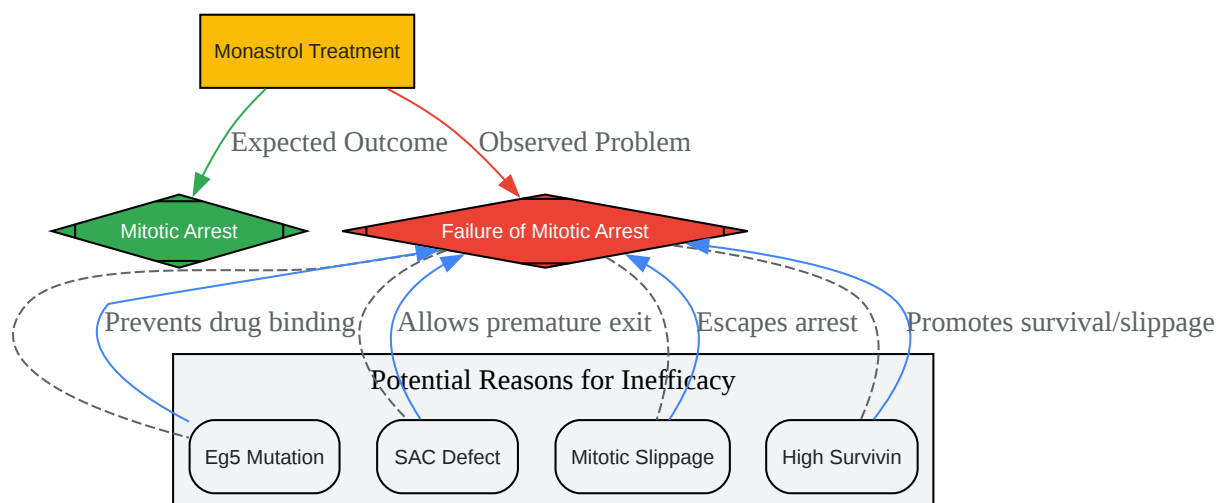 Monastrol Treatment
Expected Outcome
Observed Problem
Mitotic Arrest
Failure of Mitotic Arrest
Prevents drug binding
Allows premature exit
Escapes arrest
Promotes survival/slippage
Potential Reasons for Inefficacy
Eg5 Mutation
SAC Defect
Mitotic Slippage
High Survivin